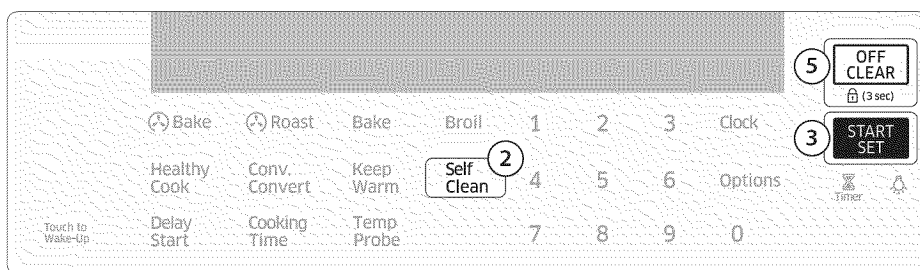 5
OFF
CLEAR
(3 sec)
Bake Roast Bake Broil 1 2 3 Clock
3
START
SET
2
Healthy
Cook
Conv.
Convert
Keep
Warm
Self
Clean
4 5 6 Options
Timer
Touch to
Wake-Up
Delay
Start
Cooking
Time
Temp
Probe
7 8 9 0